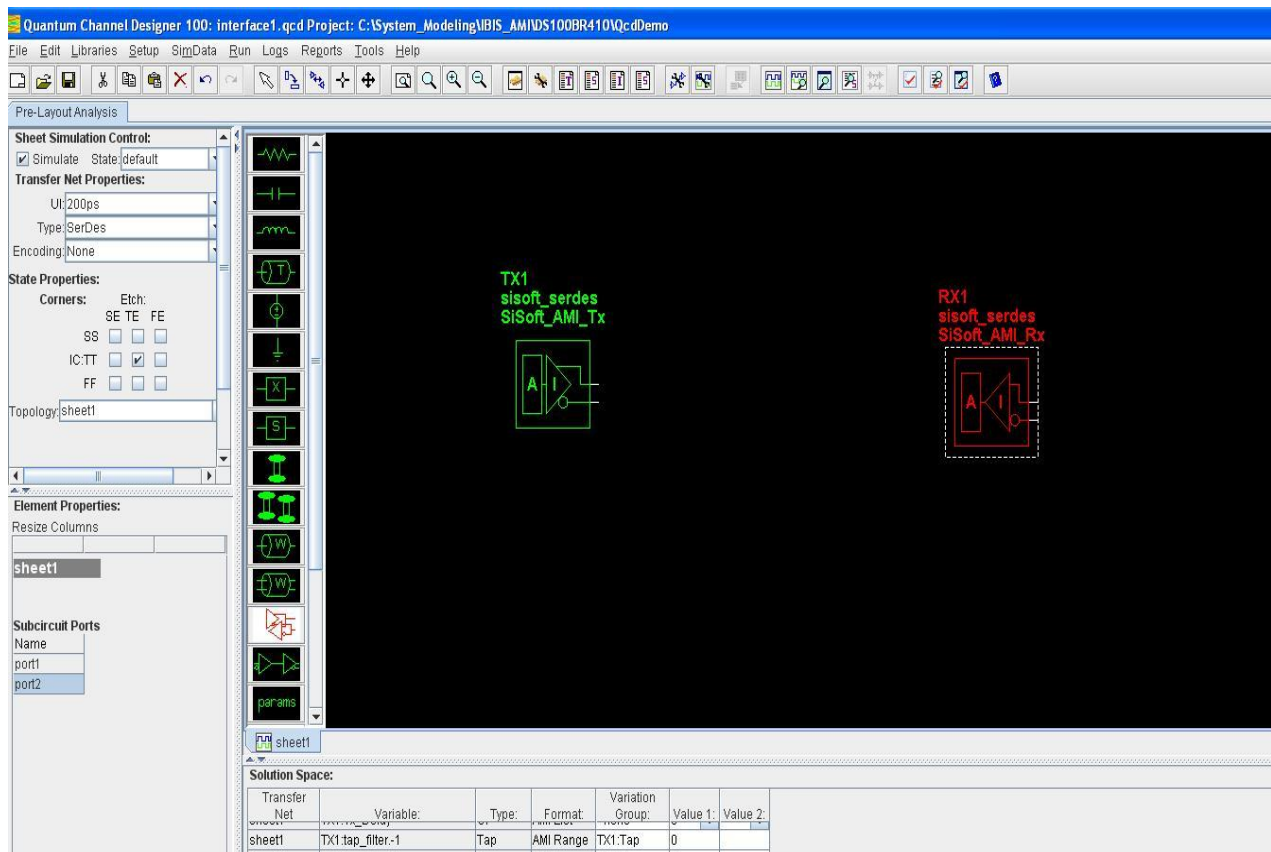 Quantum Channel Designer 100: interface1.qcd Project: C:\System_Modeling\IBIS_AMI\DS100BR410\QcdDemo
File Edit Libraries Setup SimData Run Logs Reports Tools Help
Pre-Layout Analysis
Sheet Simulation Control:
Simulate State: default
Transfer Net Properties:
UI: 200ps
Type: SerDes
Encoding: None
State Properties:
Corners: Etch:
SE TE FE
SS
IC:TT
FF
Topology: sheet1
Element Properties:
Resize Columns
sheet1
Subcircuit Ports
Name
port1
port2
T
X
S
W
W
params
TX1
sisoft_serdes
SiSoft_AMI_Tx
A I
RX1
sisoft_serdes
SiSoft_AMI_Rx
A I
sheet1
Solution Space:
Transfer Net Variable: Type: Format: Variation Group: Value 1: Value 2:
sheet1 TX1:tap_filter.-1 Tap AMI Range TX1:Tap 0